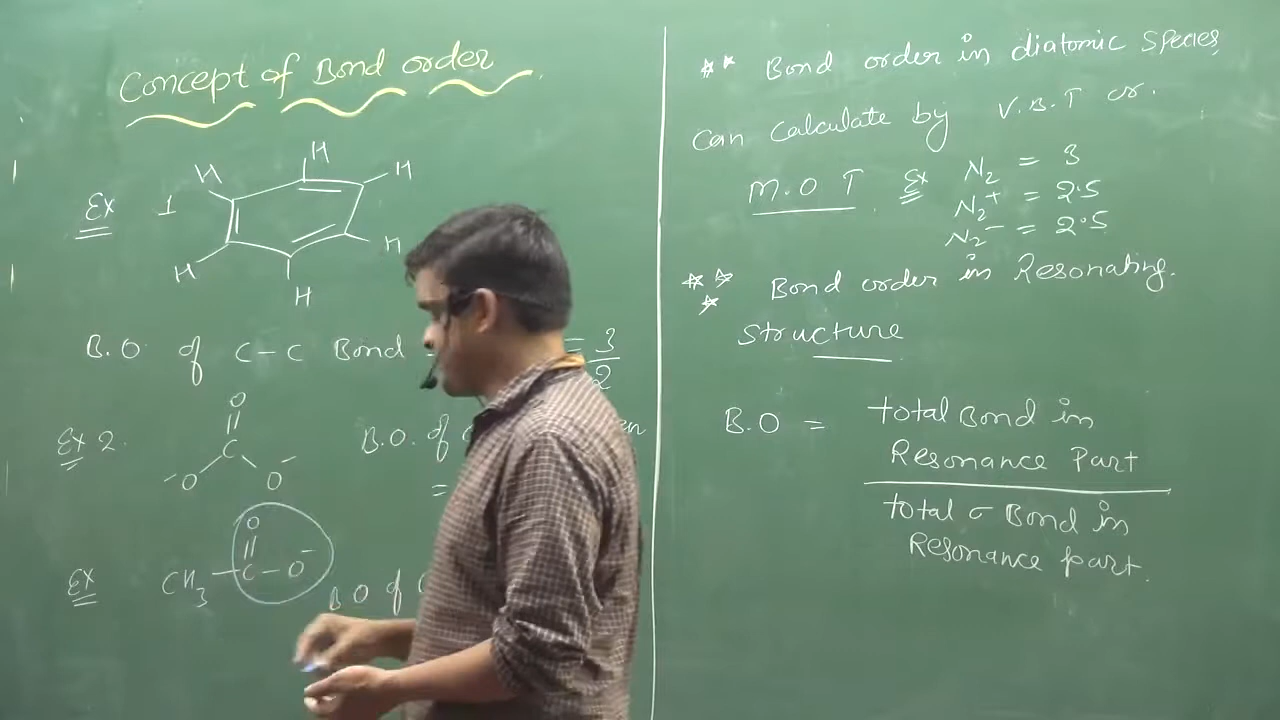 Concept of Bond order
Ex 1
H
H
H
H
H
H
B.O of C-C Bond = 3/2
Ex 2.
O
C
-O O-
B.O. of
=
Ex
O
CH3 - C - O-
B O of
** Bond order in diatomic Species,
can calculate by V.B.T or.
M.O T Ex N2 = 3
N2+ = 2.5
N2- = 2.5
*** Bond order in Resonating.
Structure
B.O = total Bond in
Resonance Part
total σ Bond in
Resonance part.